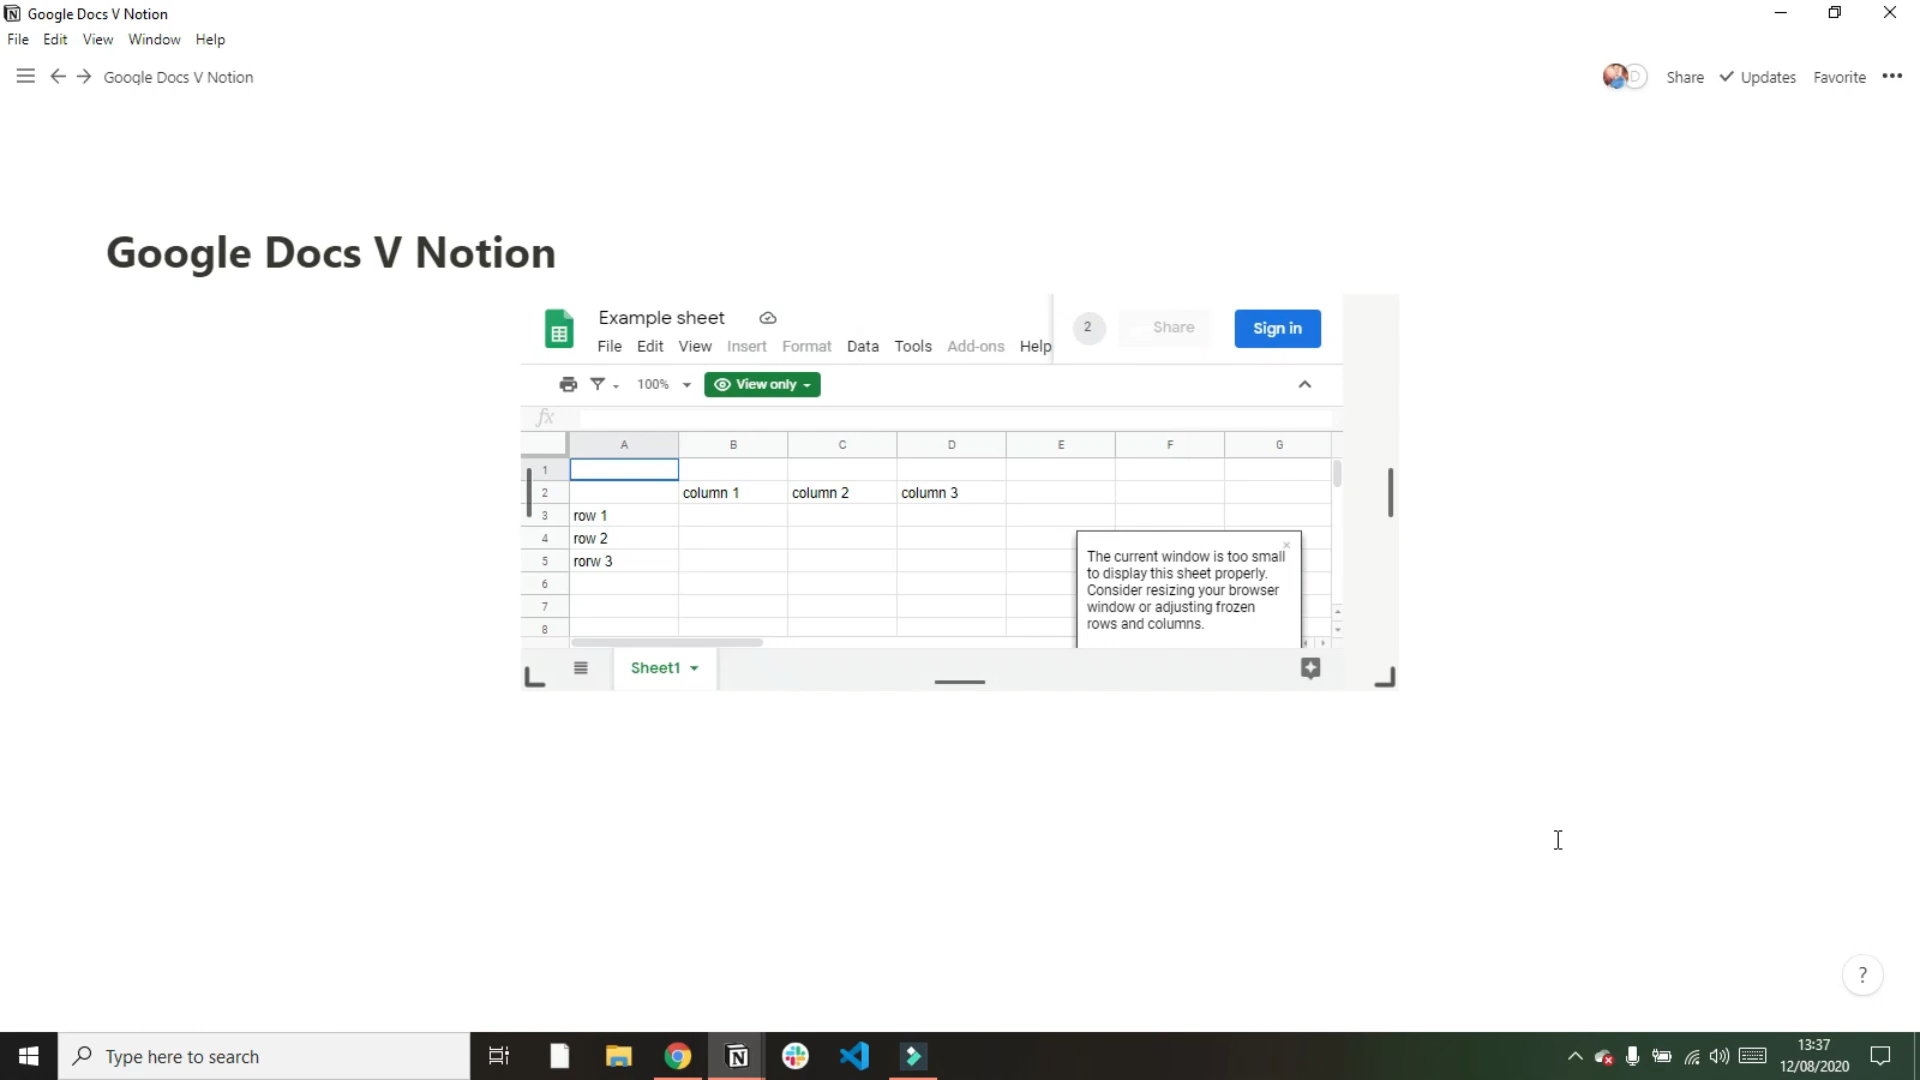 Google Docs V Notion
File Edit View Window Help
Google Docs V Notion
D Share Updates Favorite
Google Docs V Notion
Example sheet
2 Share Sign in
File Edit View Insert Format Data Tools Add-ons Help
100% View only
fx
A B C D E F G
1
2 column 1 column 2 column 3
3 row 1
4 row 2
5 rorw 3
6
7
8
The current window is too small
to display this sheet properly.
Consider resizing your browser
window or adjusting frozen
rows and columns.
Sheet1
?
Type here to search
13:37
12/08/2020